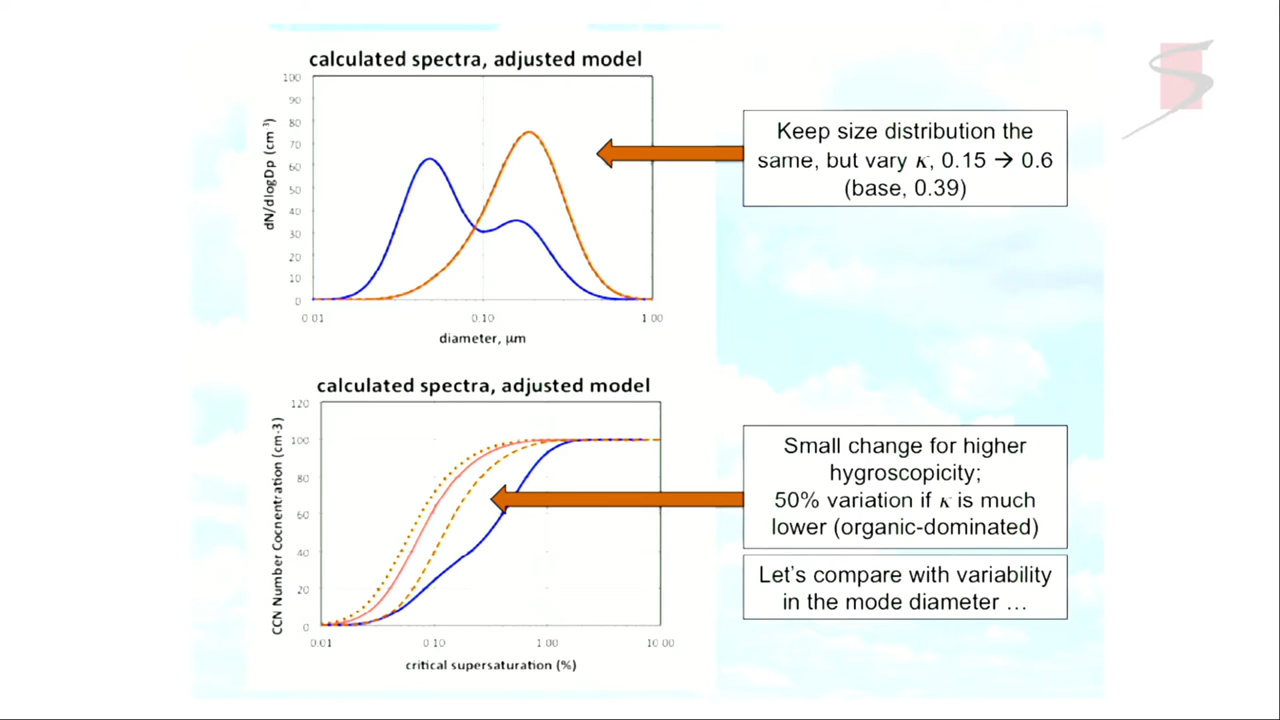 calculated spectra, adjusted model
100
90
80
70
60
50
40
30
20
10
0
dN/dlogDp (cm⁻³)
0.01
0.10
1.00
diameter, μm
Keep size distribution the
same, but vary κ, 0.15 → 0.6
(base, 0.39)
calculated spectra, adjusted model
120
100
80
60
40
20
0
CCN Number Cocnentration (cm-3)
0.01
0.10
1.00
10.00
critical supersaturation (%)
Small change for higher
hygroscopicity;
50% variation if κ is much
lower (organic-dominated)
Let's compare with variability
in the mode diameter …